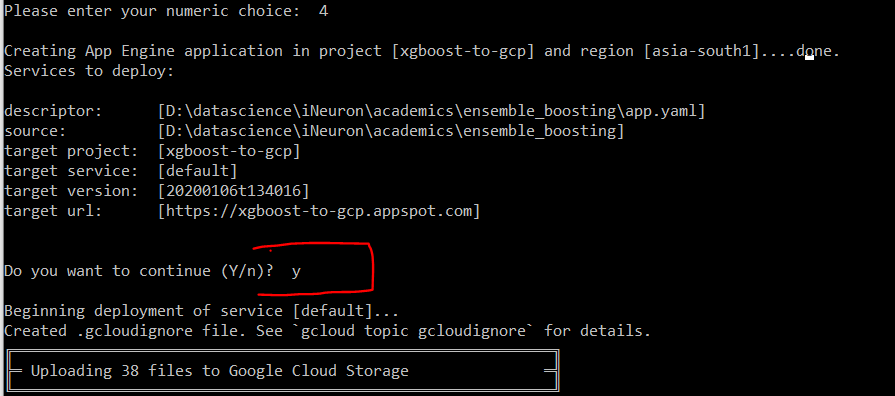 Please enter your numeric choice:  4
Creating App Engine application in project [xgboost-to-gcp] and region [asia-south1]....done.
Services to deploy:
descriptor:      [D:\datascience\iNeuron\academics\ensemble_boosting\app.yaml]
source:          [D:\datascience\iNeuron\academics\ensemble_boosting]
target project:  [xgboost-to-gcp]
target service:  [default]
target version:  [20200106t134016]
target url:      [https://xgboost-to-gcp.appspot.com]
Do you want to continue (Y/n)?  y
Beginning deployment of service [default]...
Created .gcloudignore file. See `gcloud topic gcloudignore` for details.
Uploading 38 files to Google Cloud Storage